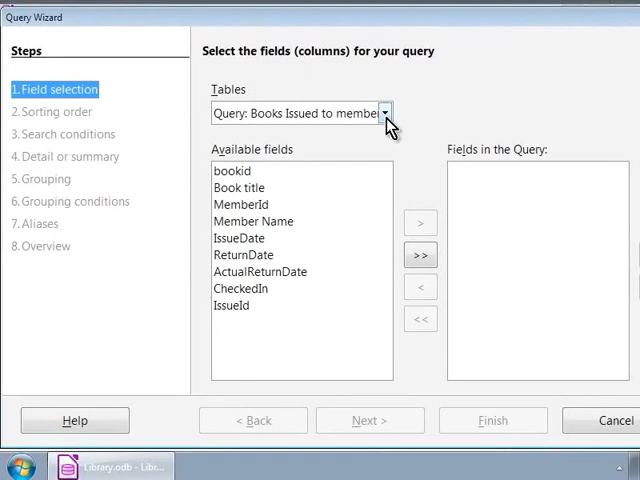 Query Wizard
Steps
Select the fields (columns) for your query
1.Field selection
2.Sorting order
3.Search conditions
4.Detail or summary
5.Grouping
6.Grouping conditions
7.Aliases
8.Overview
Tables
Query: Books Issued to membe
Available fields
Fields in the Query:
bookid
Book title
MemberId
Member Name
IssueDate
ReturnDate
ActualReturnDate
CheckedIn
IssueId
>
>>
<
<<
Help
< Back
Next >
Finish
Cancel
Library.odb - Libr...